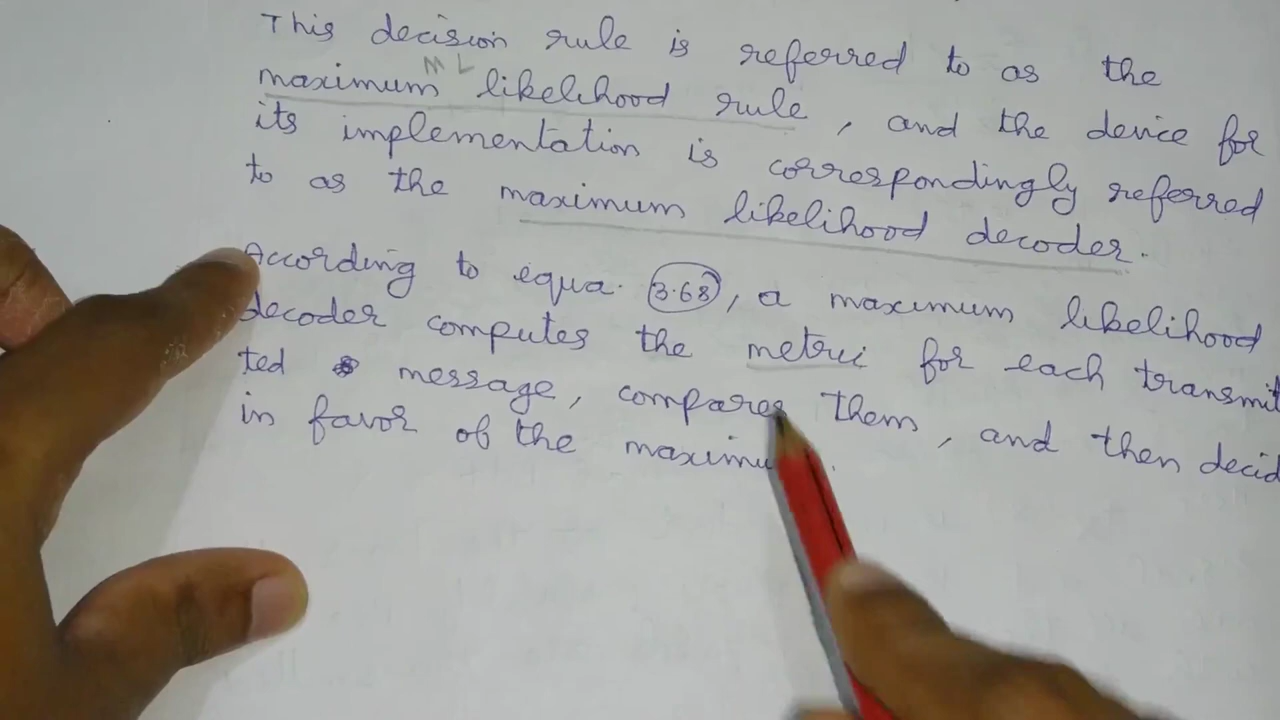 This decision rule is referred to as the
ML
maximum likelihood rule, and the device for
its implementation is correspondingly referred
to as the maximum likelihood decoder.
According to equa. 3.68, a maximum likelihood
decoder computes the metric for each transmit
ted message, compares them, and then decid
in favor of the maximu